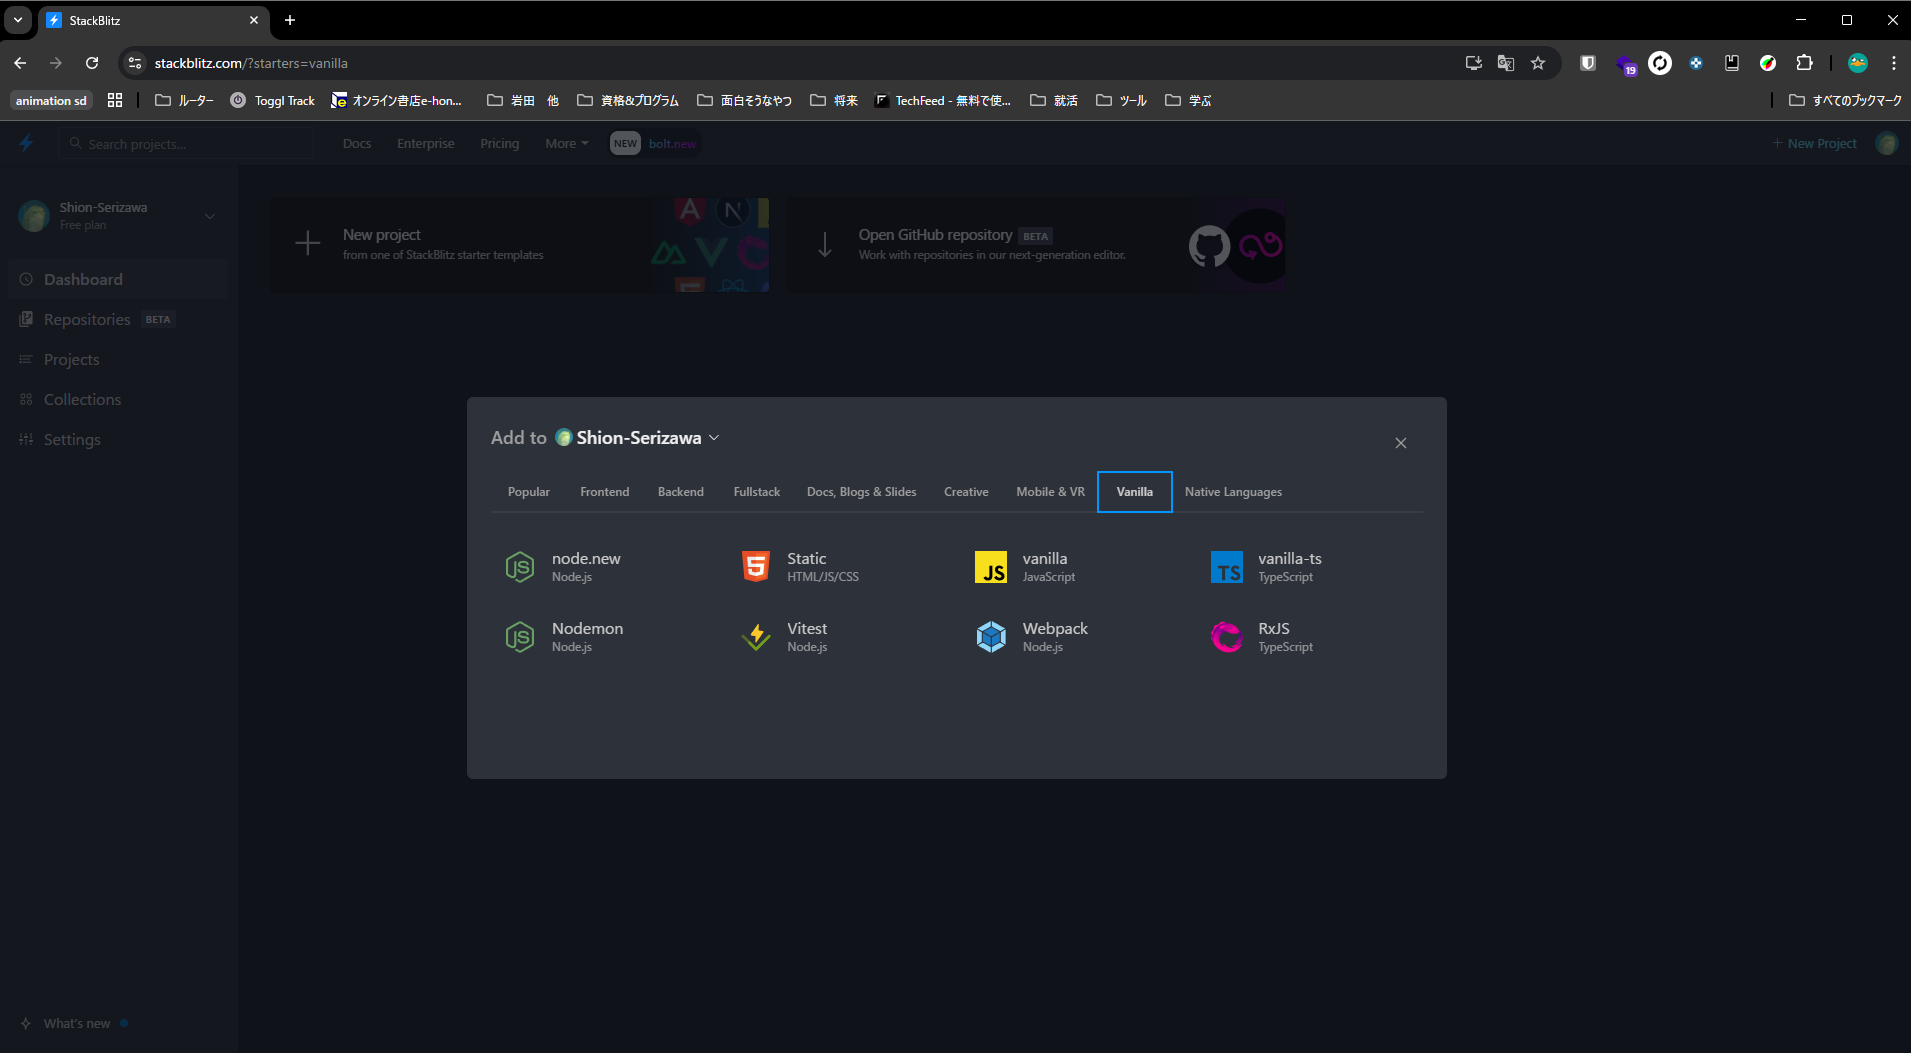 StackBlitz
stackblitz.com/?starters=vanilla
19
animation sd
ルーター
Toggl Track
オンライン書店e-hon...
岩田　他
資格&プログラム
面白そうなやつ
将来
TechFeed - 無料で使...
就活
ツール
学ぶ
すべてのブックマーク
Search projects...
Docs
Enterprise
Pricing
More
NEW
bolt.new
+ New Project
Shion-Serizawa
Free plan
New project
from one of StackBlitz starter templates
Open GitHub repository BETA
Work with repositories in our next-generation editor.
Dashboard
Repositories BETA
Projects
Collections
Settings
Add to Shion-Serizawa
Popular
Frontend
Backend
Fullstack
Docs, Blogs & Slides
Creative
Mobile & VR
Vanilla
Native Languages
JS
node.new
Node.js
5
Static
HTML/JS/CSS
JS
vanilla
JavaScript
TS
vanilla-ts
TypeScript
JS
Nodemon
Node.js
Vitest
Node.js
Webpack
Node.js
RxJS
TypeScript
What's new